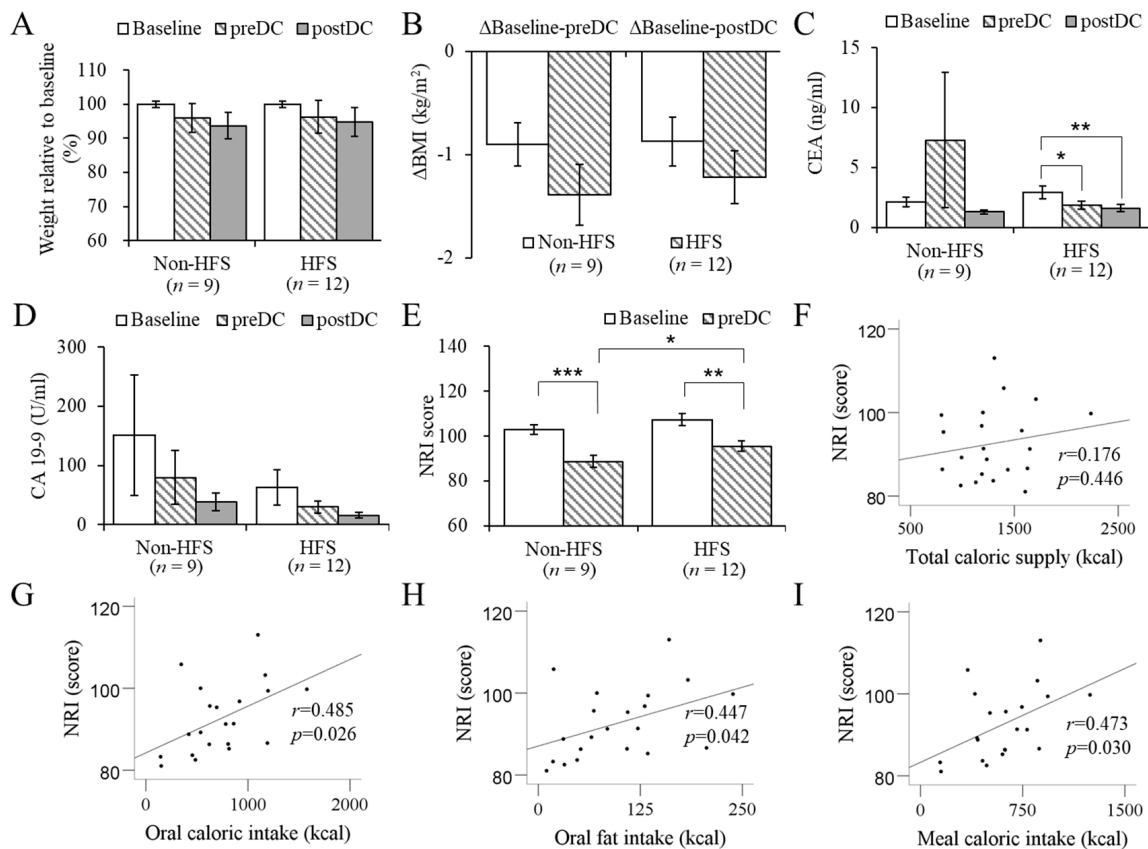 A
Baseline preDC postDC
Weight relative to baseline
(%)
110
100
90
80
70
60
Non-HFS
(n = 9)
HFS
(n = 12)
B
ΔBaseline-preDC ΔBaseline-postDC
ΔBMI (kg/m²)
0
-1
-2
Non-HFS
(n = 9)
HFS
(n = 12)
C
Baseline preDC postDC
CEA (ng/ml)
15
10
5
0
*
**
Non-HFS
(n = 9)
HFS
(n = 12)
D
Baseline preDC postDC
CA 19-9 (U/ml)
300
200
100
0
Non-HFS
(n = 9)
HFS
(n = 12)
E
Baseline preDC
NRI score
140
120
100
80
60
***
**
*
Non-HFS
(n = 9)
HFS
(n = 12)
F
NRI (score)
120
100
80
r=0.176
p=0.446
500 1500 2500
Total caloric supply (kcal)
G
NRI (score)
120
100
80
r=0.485
p=0.026
0 1000 2000
Oral caloric intake (kcal)
H
NRI (score)
120
100
80
r=0.447
p=0.042
0 125 250
Oral fat intake (kcal)
I
NRI (score)
120
100
80
r=0.473
p=0.030
0 750 1500
Meal caloric intake (kcal)